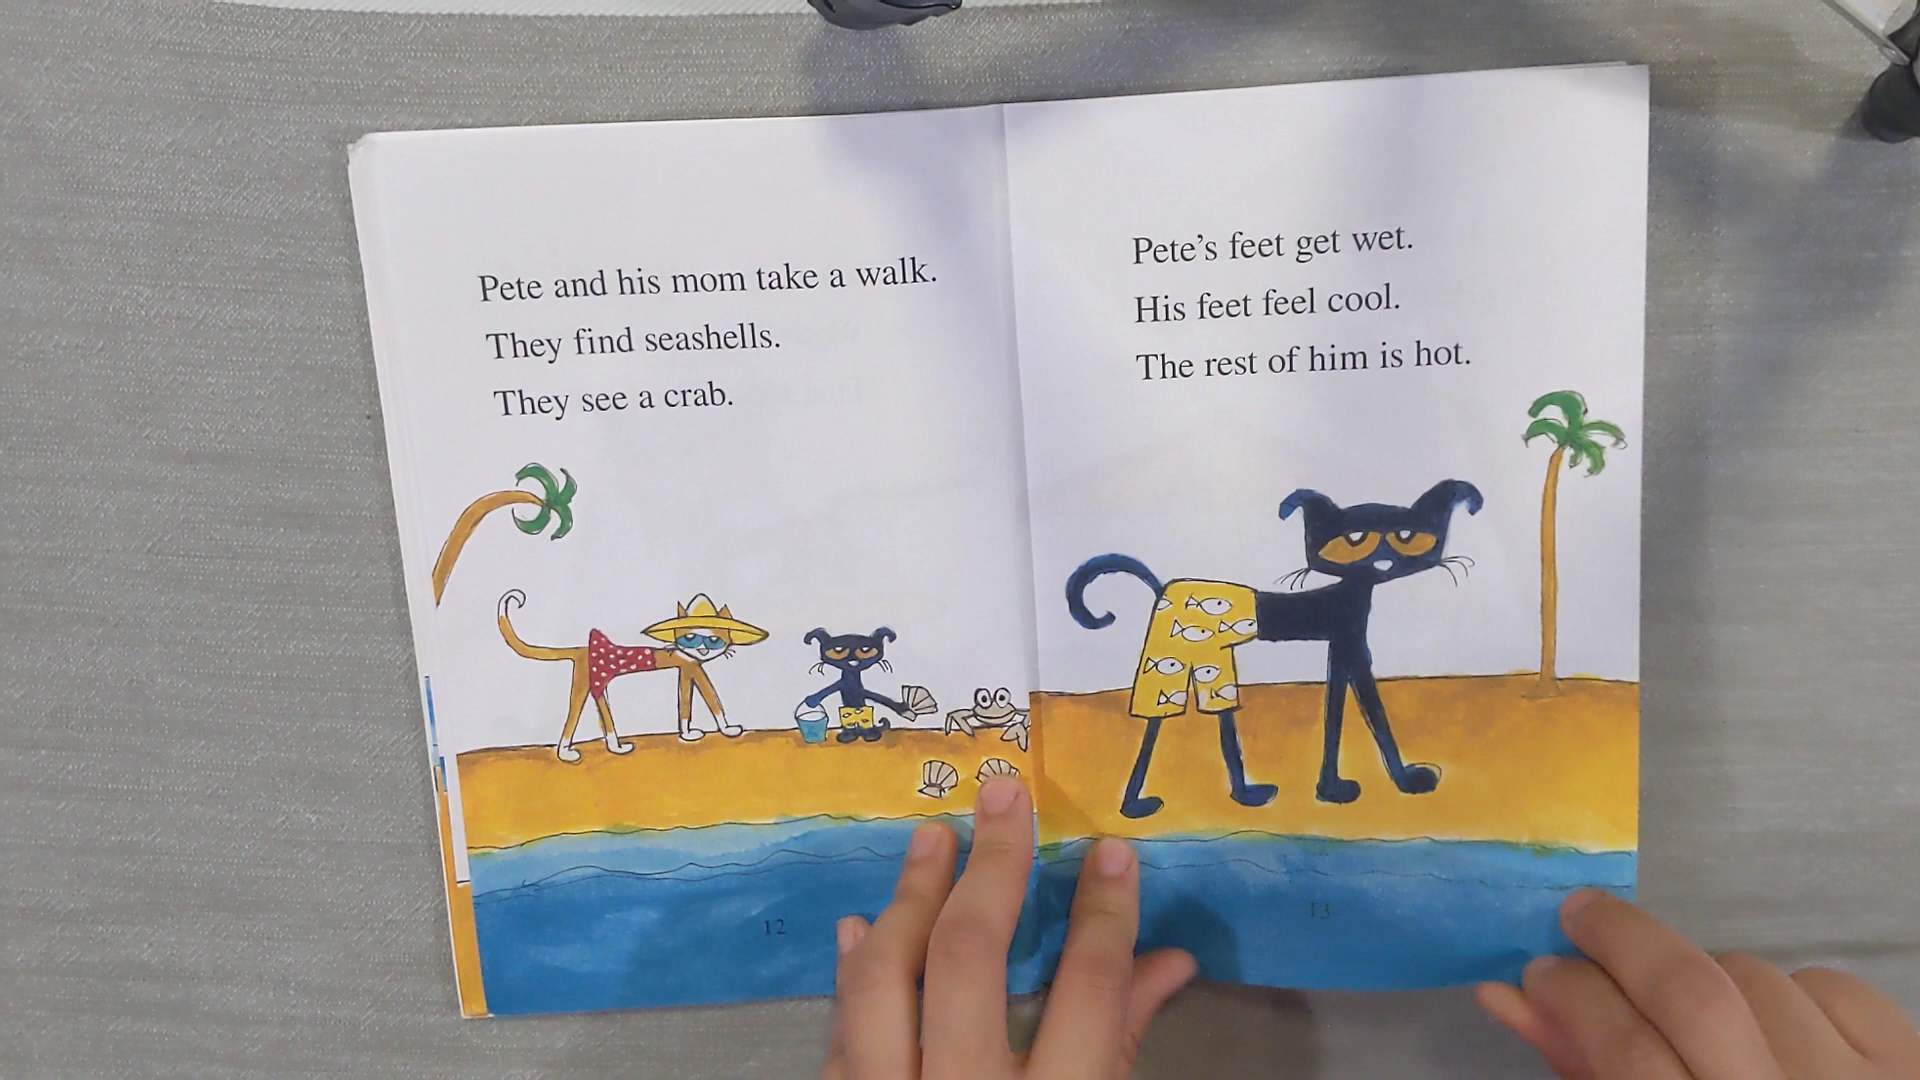 Pete and his mom take a walk.
They find seashells.
They see a crab.
12
Pete's feet get wet.
His feet feel cool.
The rest of him is hot.
13